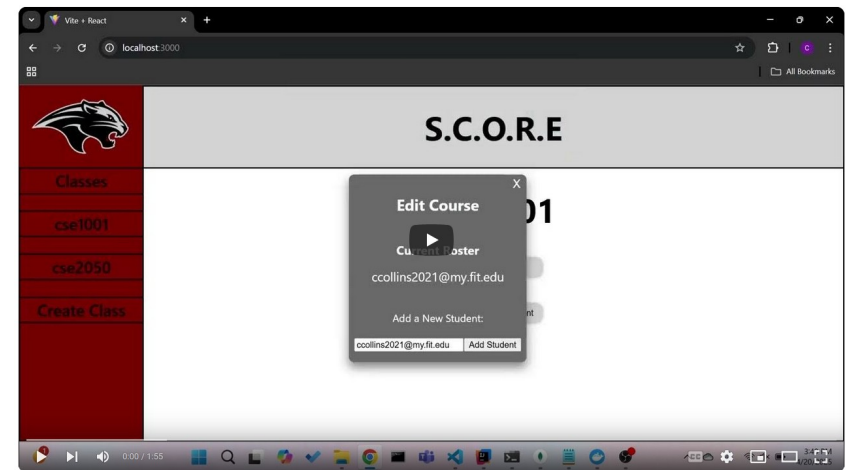 Vite + React
localhost:3000
All Bookmarks
S.C.O.R.E
Classes
cse1001
cse2050
Create Class
01
X
Edit Course
Current Roster
ccollins2021@my.fit.edu
nt
Add a New Student:
ccollins2021@my.fit.edu Add Student
0:00 / 1:55